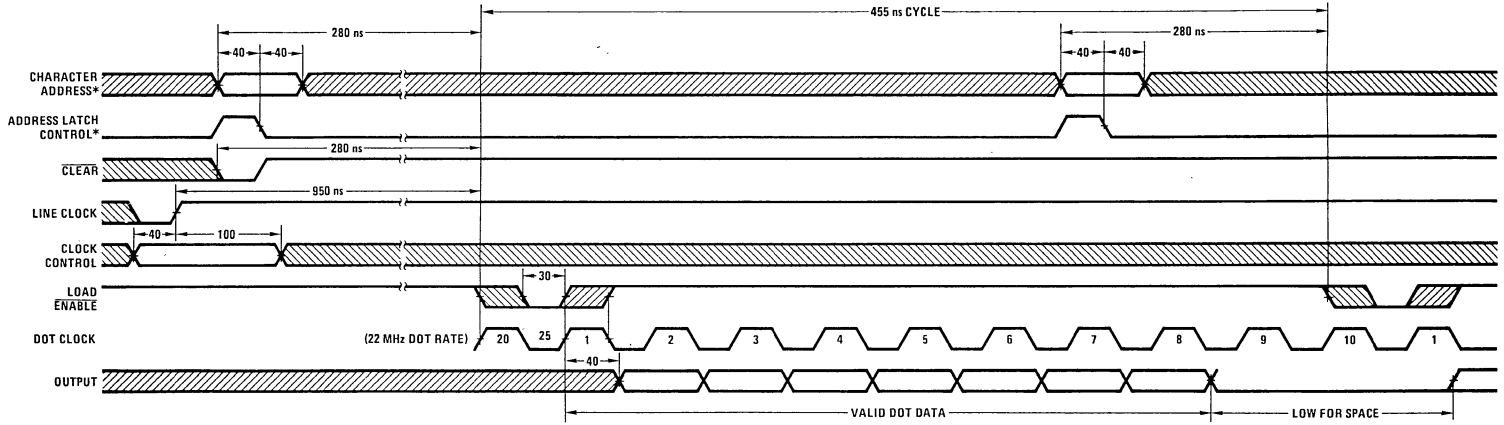 455 ns CYCLE
280 ns
280 ns
40 40
40 40
CHARACTER
ADDRESS*
ADDRESS LATCH
CONTROL*
280 ns
CLEAR
950 ns
LINE CLOCK
40 100
CLOCK
CONTROL
30
LOAD
ENABLE
DOT CLOCK (22 MHz DOT RATE) 20 25 1 2 3 4 5 6 7 8 9 10 1
40
OUTPUT
VALID DOT DATA LOW FOR SPACE